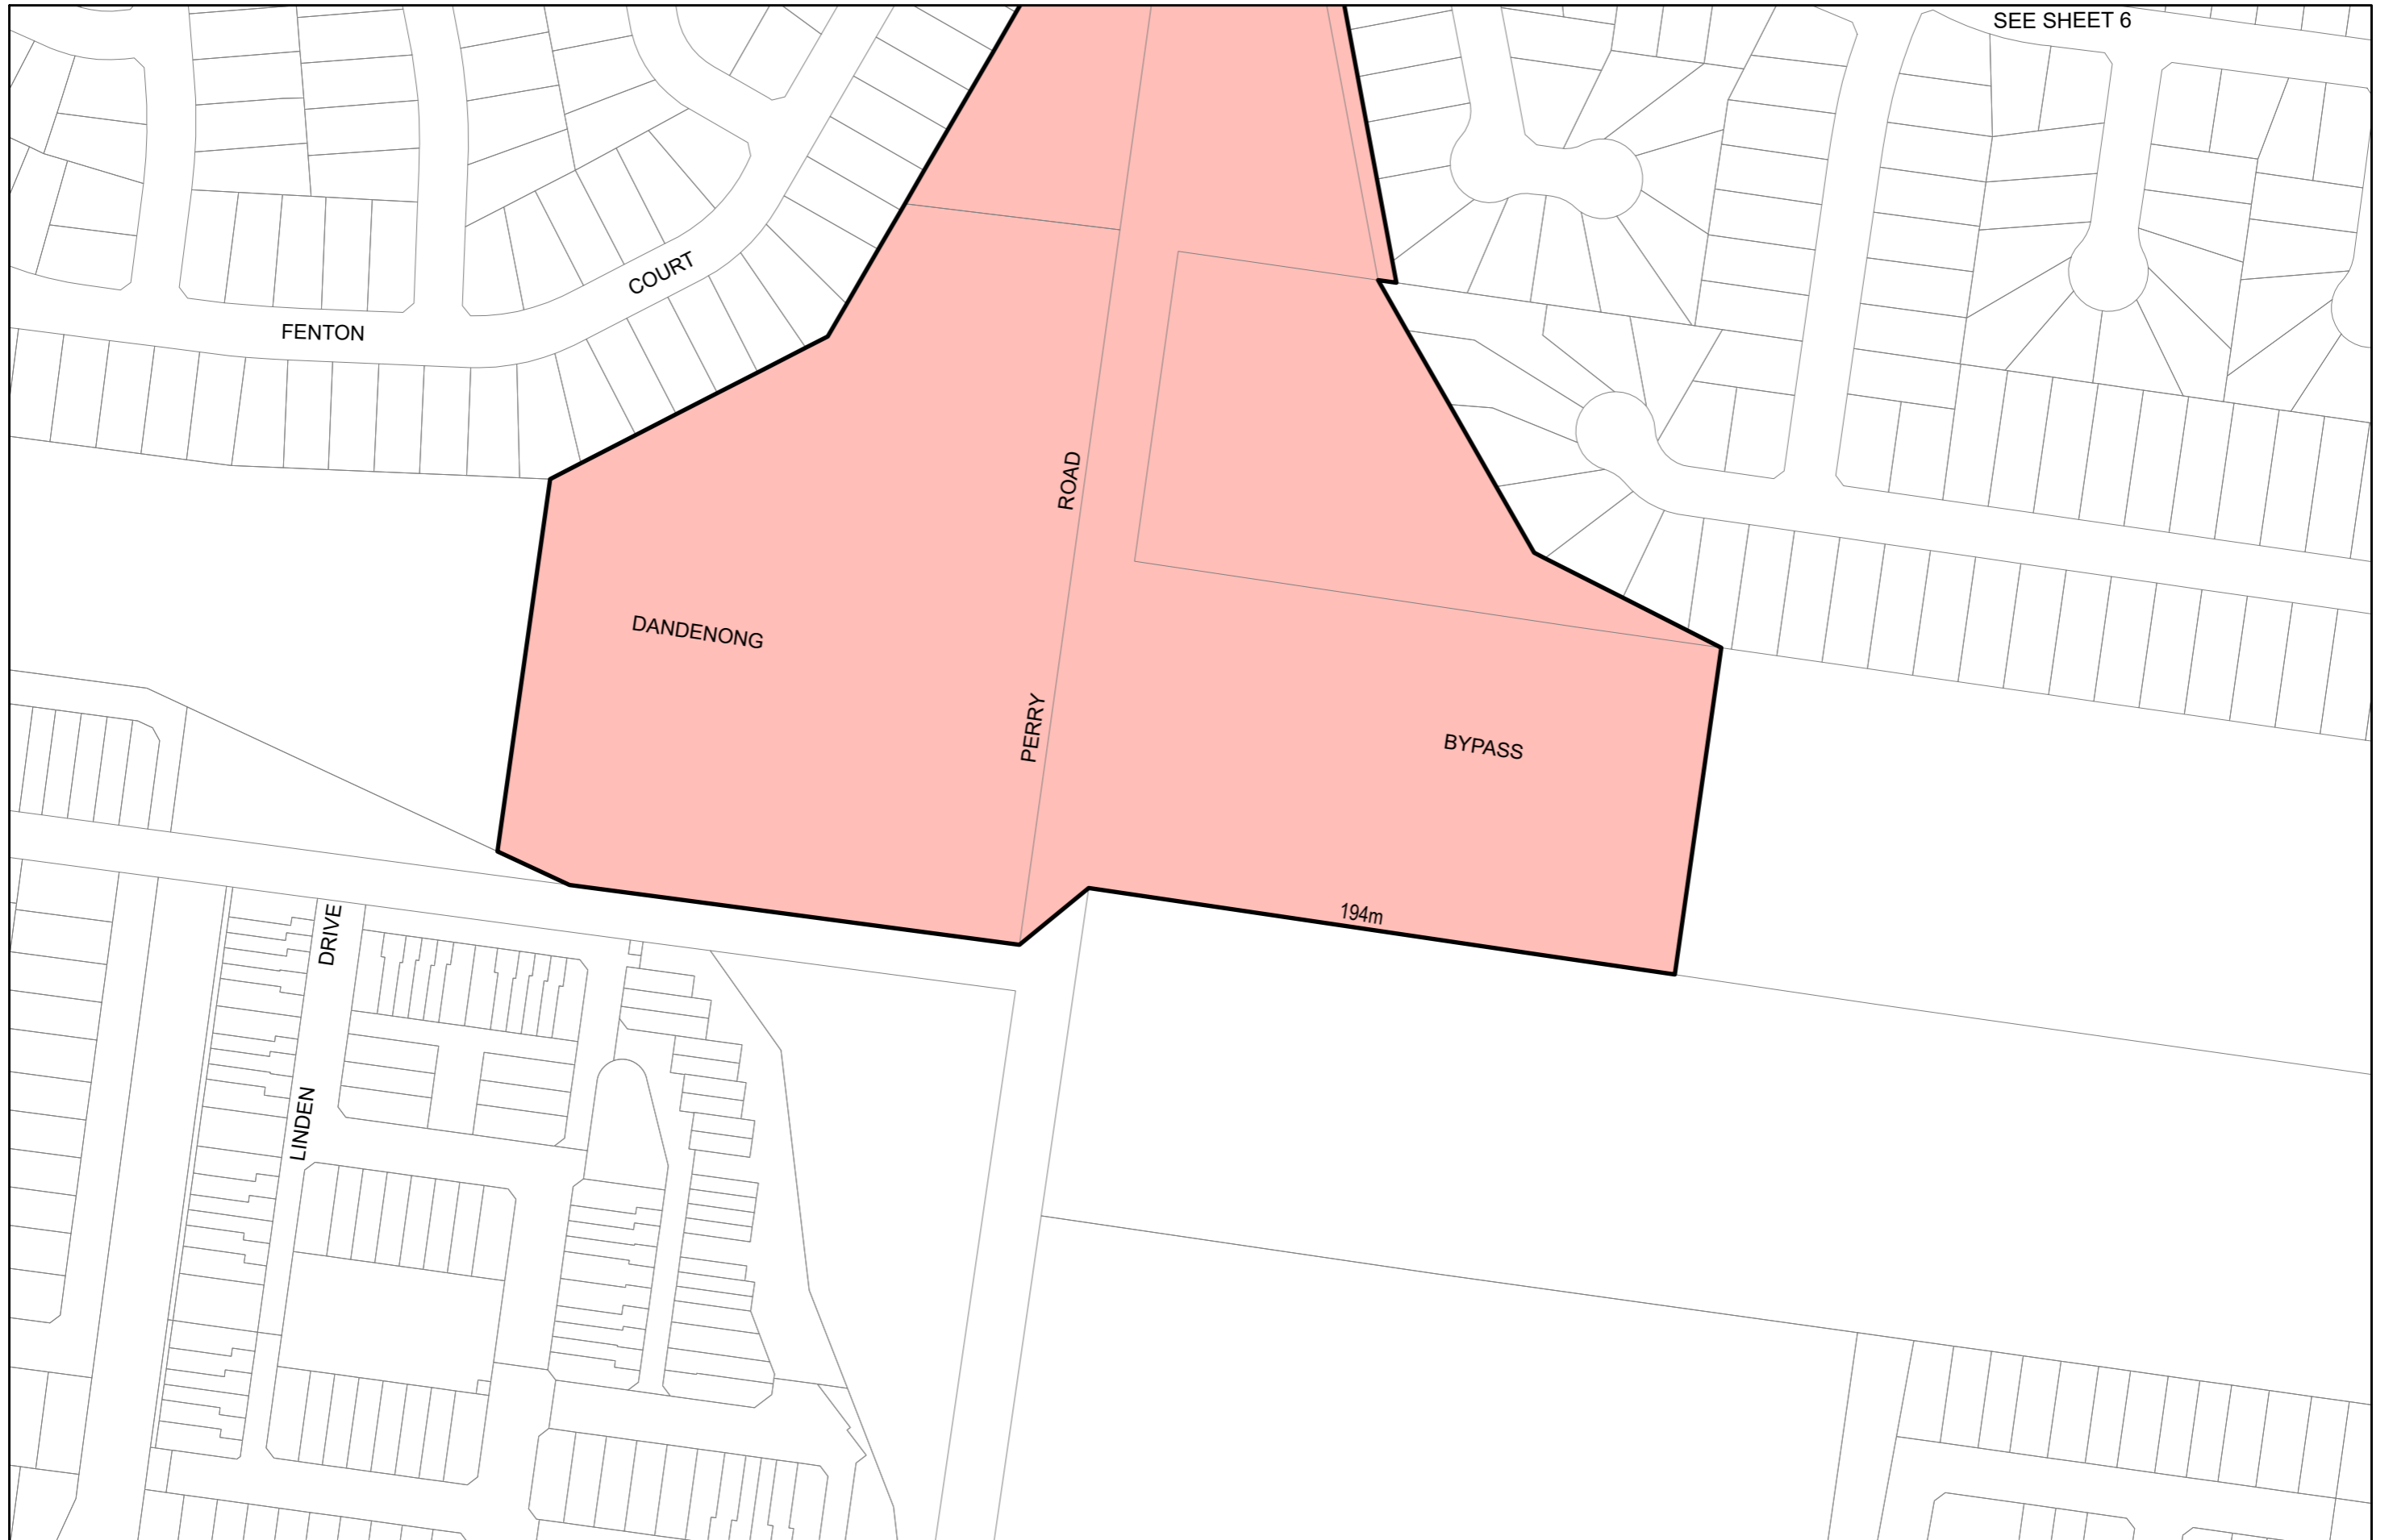 SEE SHEET 6
COURT
FENTON
ROAD
DANDENONG
PERRY
BYPASS
194m
DRIVE
LINDEN